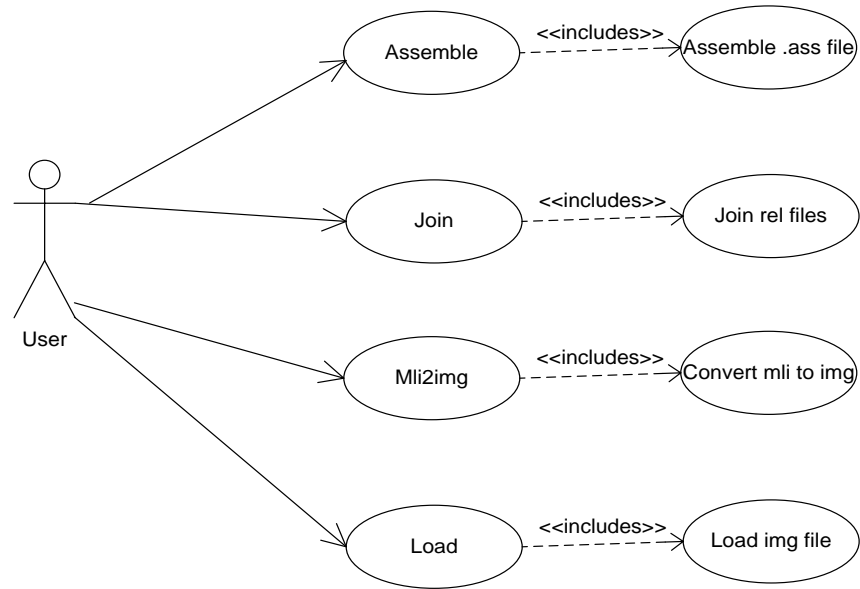 Assemble
<<includes>>
Assemble .ass file
Join
<<includes>>
Join rel files
User
Mli2img
<<includes>>
Convert mli to img
Load
<<includes>>
Load img file